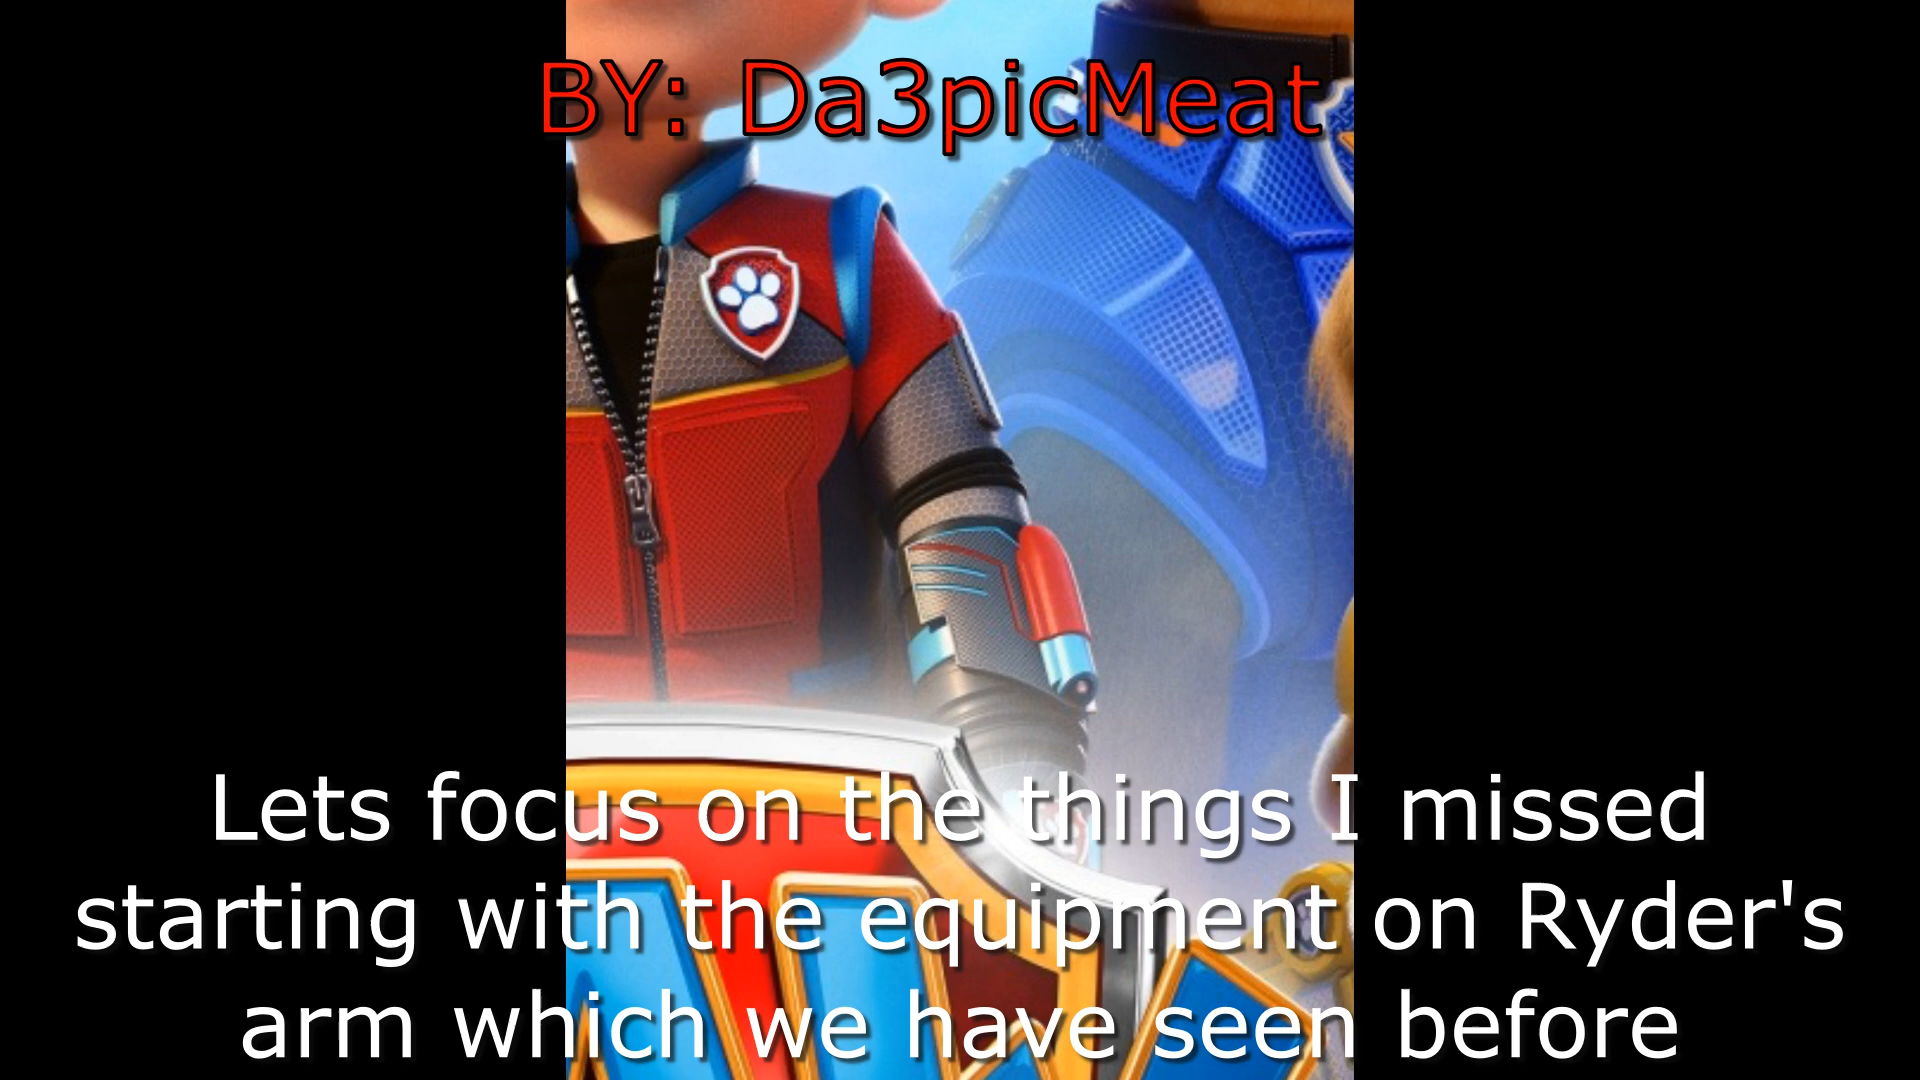 BY: Da3picMeat
Lets focus on the things I missed
starting with the equipment on Ryder's
arm which we have seen before